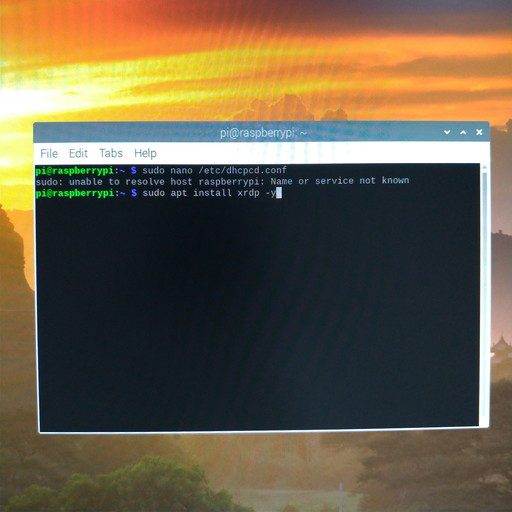 pi@raspberrypi: ~
File Edit Tabs Help
pi@raspberrypi:~ $ sudo nano /etc/dhcpcd.conf
sudo: unable to resolve host raspberrypi: Name or service not known
pi@raspberrypi:~ $ sudo apt install xrdp -y